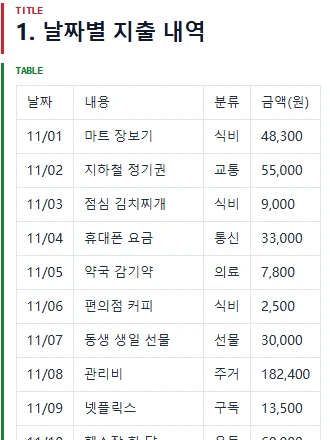 TITLE
1. 날짜별 지출 내역
TABLE
날짜 내용 분류 금액(원)
11/01 마트 장보기 식비 48,300
11/02 지하철 정기권 교통 55,000
11/03 점심 김치찌개 식비 9,000
11/04 휴대폰 요금 통신 33,000
11/05 약국 감기약 의료 7,800
11/06 편의점 커피 식비 2,500
11/07 동생 생일 선물 선물 30,000
11/08 관리비 주거 182,400
11/09 넷플릭스 구독 13,500